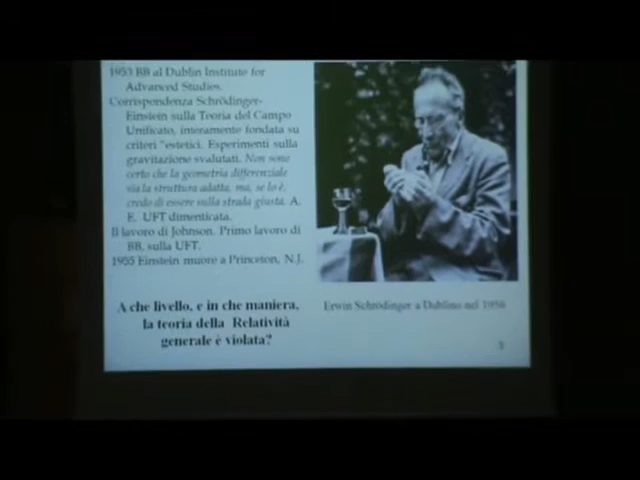 1953 BB al Dublin Institute for
Advanced Studies.
Corrispondenza Schrödinger-
Einstein sulla Teoria del Campo
Unificato, interamente fondata su
criteri "estetici. Esperimenti sulla
gravitazione svalutati. Non sono
certo che la geometria differenziale
sia la struttura adatta, ma, se lo è,
credo di essere sulla strada giusta. A.
E. UFT dimenticata.
Il lavoro di Johnson. Primo lavoro di
BB, sulla UFT.
1955 Einstein muore a Princeton, N.J.
A che livello, e in che maniera,
la teoria della Relatività
generale è violata?
Erwin Schrödinger a Dublino nel 1956